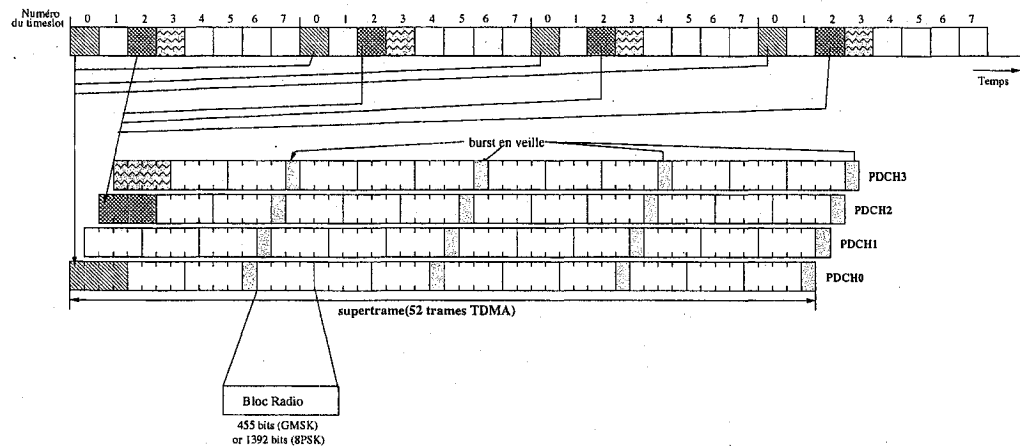 Numéro
du timeslot
0 1 2 3 4 5 6 7 0 1 2 3 4 5 6 7 0 1 2 3 4 5 6 7 0 1 2 3 4 5 6 7
Temps
burst en veille
PDCH3
PDCH2
PDCH1
PDCH0
supertrame(52 trames TDMA)
Bloc Radio
455 bits (GMSK)
or 1392 bits (8PSK)